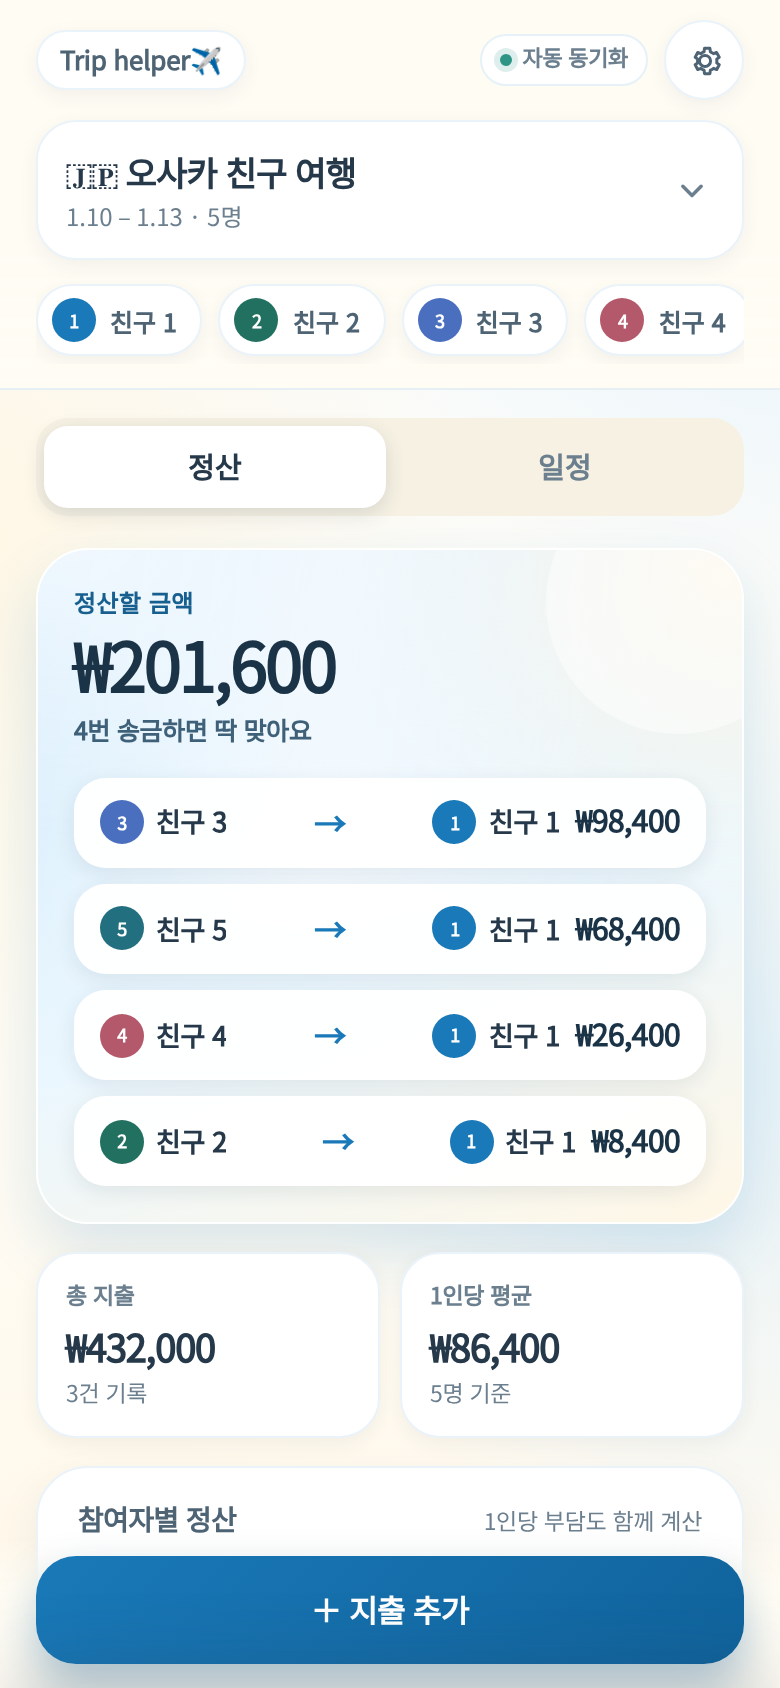 Trip helper✈️
자동 동기화
🇯🇵 오사카 친구 여행
1.10 – 1.13 · 5명
1 친구 1
2 친구 2
3 친구 3
4 친구 4
정산
일정
정산할 금액
₩201,600
4번 송금하면 딱 맞아요
3 친구 3 → 1 친구 1 ₩98,400
5 친구 5 → 1 친구 1 ₩68,400
4 친구 4 → 1 친구 1 ₩26,400
2 친구 2 → 1 친구 1 ₩8,400
총 지출
₩432,000
3건 기록
1인당 평균
₩86,400
5명 기준
참여자별 정산
1인당 부담도 함께 계산
+ 지출 추가